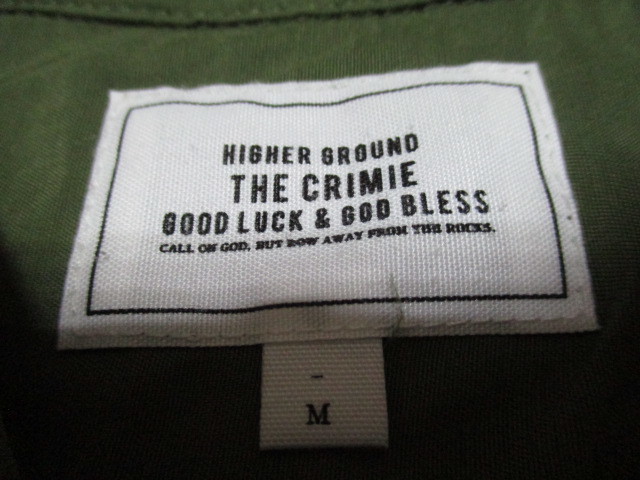 HIGHER GROUND
THE CRIMIE
GOOD LUCK & GOD BLESS
CALL ON GOD, BUT ROW AWAY FROM THE ROCKS.
-
M